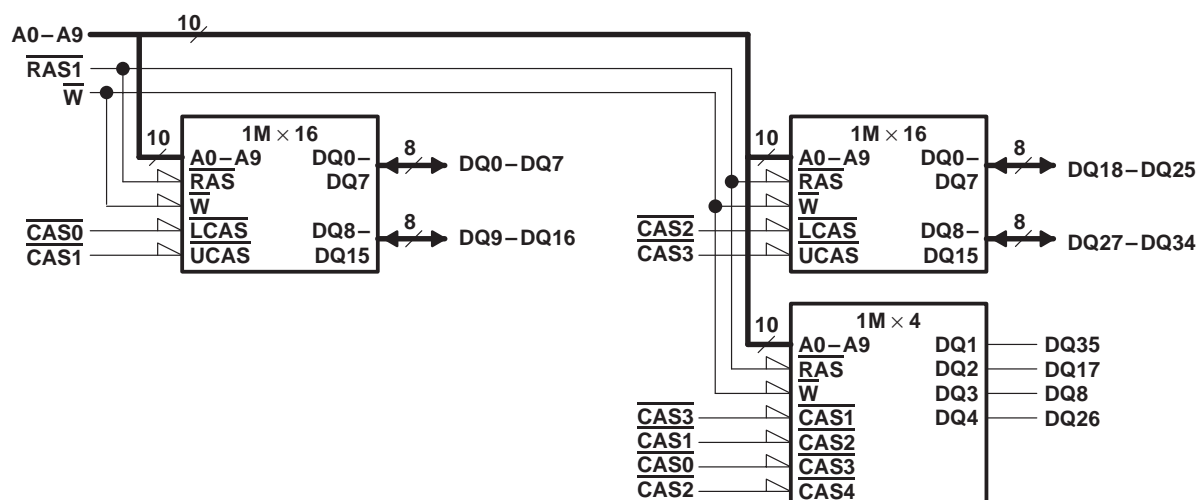 10
A0–A9
RAS1
W
10
1M × 16
A0–A9
RAS
W
LCAS
UCAS
DQ0–
DQ7
DQ8–
DQ15
8
DQ0–DQ7
8
DQ9–DQ16
CAS0
CAS1
10
1M × 16
A0–A9
RAS
W
LCAS
UCAS
DQ0–
DQ7
DQ8–
DQ15
8
DQ18–DQ25
8
DQ27–DQ34
CAS2
CAS3
10
1M × 4
A0–A9
RAS
W
CAS1
CAS2
CAS3
CAS4
DQ1
DQ2
DQ3
DQ4
DQ35
DQ17
DQ8
DQ26
CAS3
CAS1
CAS0
CAS2